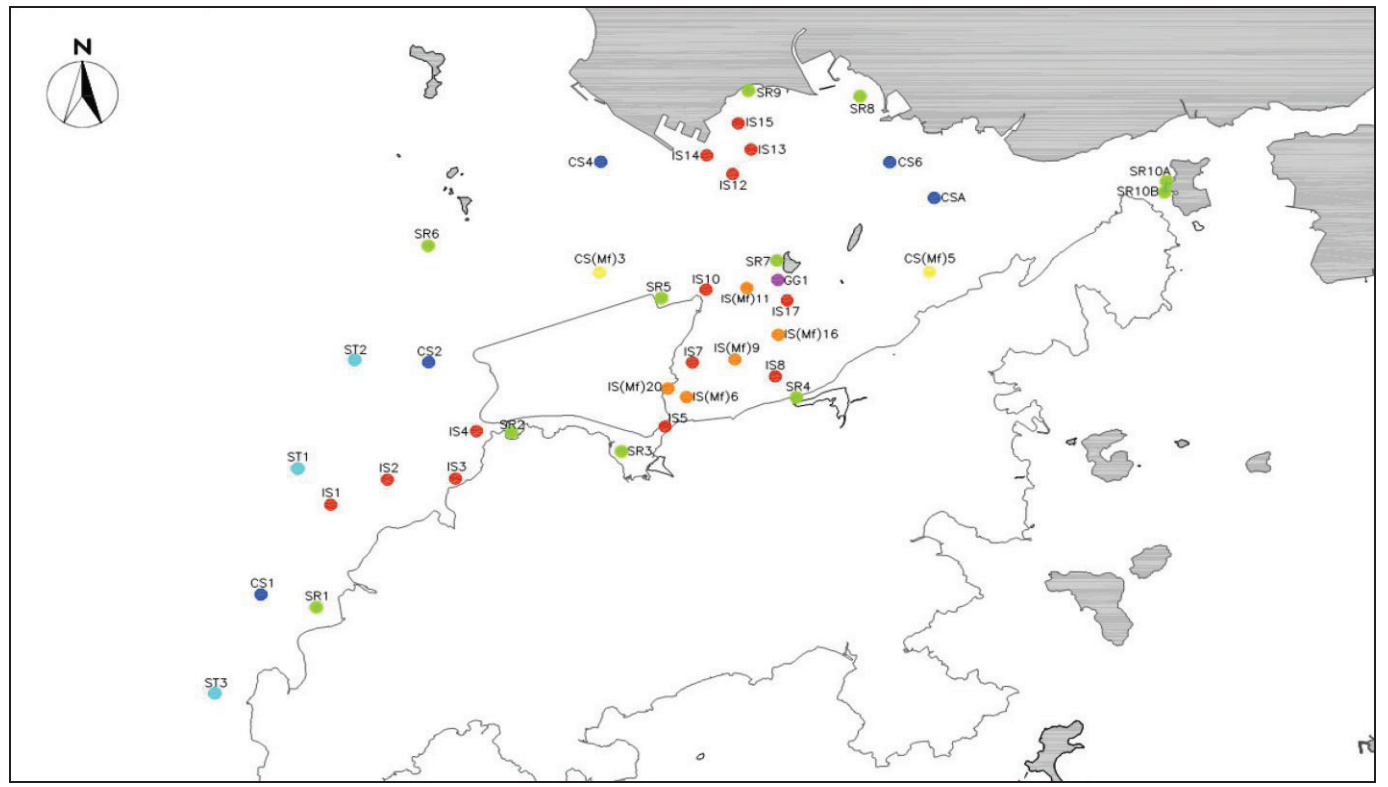 N
SR9
SR8
IS15
IS14
IS13
CS4
CS6
IS12
SR10A
SR10B
CSA
SR6
CS(Mf)3
SR7
CS(Mf)5
IS10
GG1
SR5
IS(Mf)11
IS17
IS(Mf)16
ST2
CS2
IS(Mf)9
IS7
IS8
IS(Mf)20
SR4
IS(Mf)6
IS5
SR2
IS4
SR3
ST1
IS2
IS3
IS1
CS1
SR1
ST3